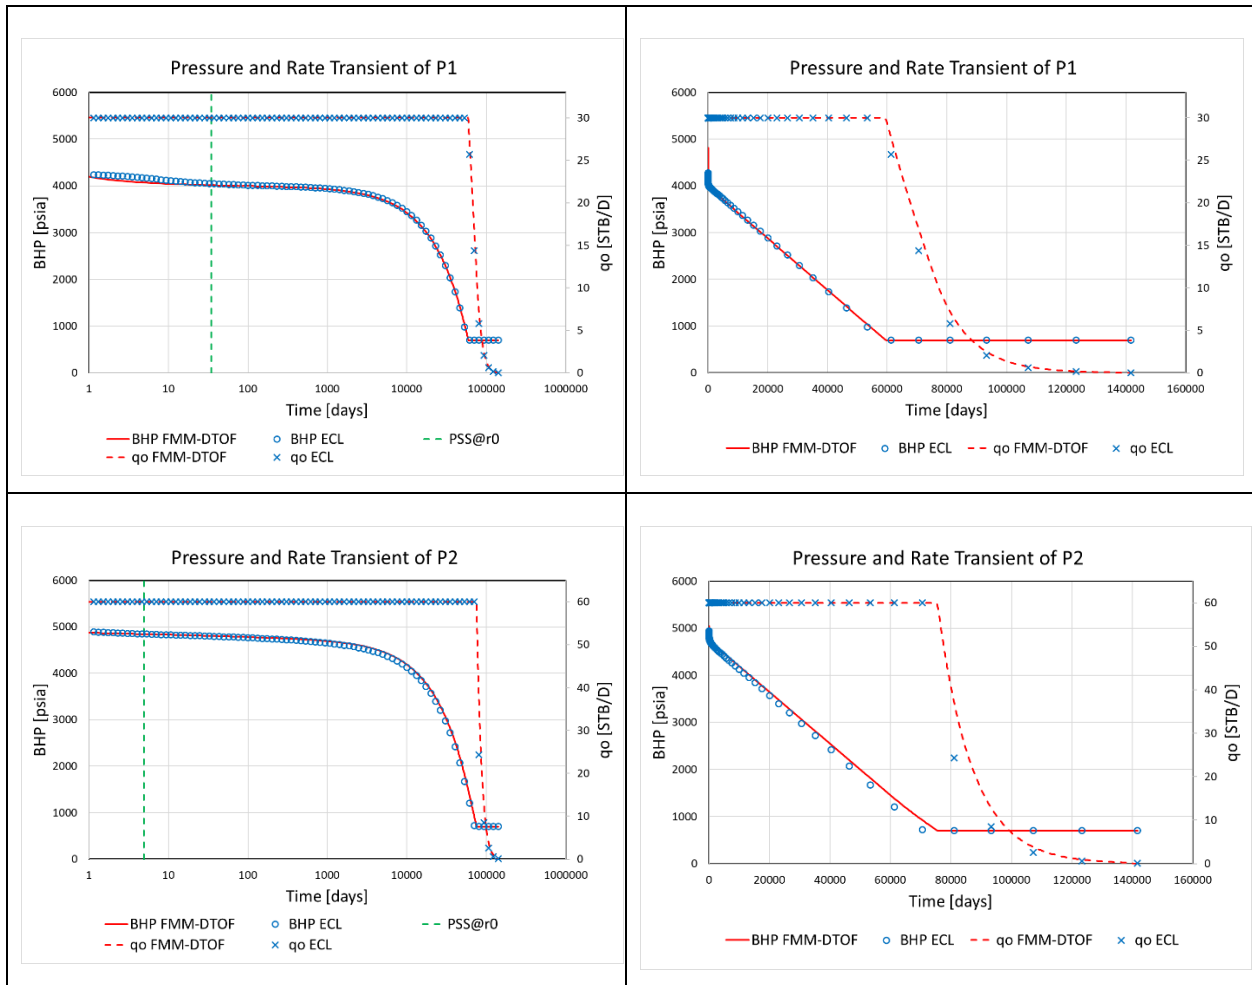 Pressure and Rate Transient of P1
6000
5000
4000
3000
2000
1000
0
BHP [psia]
30
25
20
15
10
5
0
qo [STB/D]
1 10 100 1000 10000 100000 1000000
Time [days]
BHP FMM-DTOF BHP ECL PSS@r0
qo FMM-DTOF qo ECL
Pressure and Rate Transient of P1
6000
5000
4000
3000
2000
1000
0
BHP [psia]
30
25
20
15
10
5
0
qo [STB/D]
0 20000 40000 60000 80000 100000 120000 140000 160000
Time [days]
BHP FMM-DTOF BHP ECL qo FMM-DTOF qo ECL
Pressure and Rate Transient of P2
6000
5000
4000
3000
2000
1000
0
BHP [psia]
60
50
40
30
20
10
0
qo [STB/D]
1 10 100 1000 10000 100000 1000000
Time [days]
BHP FMM-DTOF BHP ECL PSS@r0
qo FMM-DTOF qo ECL
Pressure and Rate Transient of P2
6000
5000
4000
3000
2000
1000
0
BHP [psia]
60
50
40
30
20
10
0
qo [STB/D]
0 20000 40000 60000 80000 100000 120000 140000 160000
Time [days]
BHP FMM-DTOF BHP ECL qo FMM-DTOF qo ECL